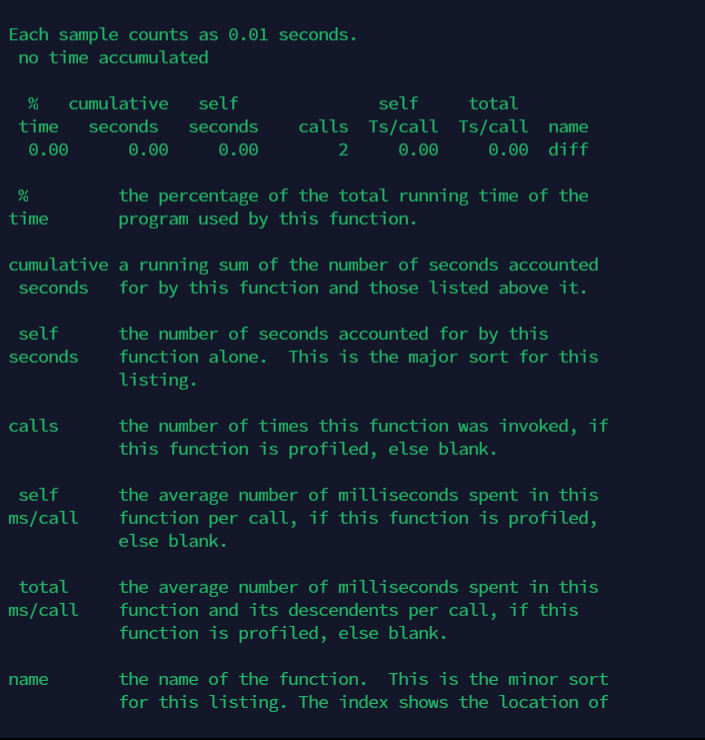 Each sample counts as 0.01 seconds.
 no time accumulated

  %   cumulative   self              self     total
 time   seconds   seconds    calls  Ts/call  Ts/call  name
  0.00      0.00     0.00        2     0.00     0.00  diff

 %         the percentage of the total running time of the
time       program used by this function.

cumulative a running sum of the number of seconds accounted
 seconds   for by this function and those listed above it.

 self      the number of seconds accounted for by this
seconds    function alone.  This is the major sort for this
           listing.

calls      the number of times this function was invoked, if
           this function is profiled, else blank.

 self      the average number of milliseconds spent in this
ms/call    function per call, if this function is profiled,
           else blank.

 total     the average number of milliseconds spent in this
ms/call    function and its descendents per call, if this
           function is profiled, else blank.

name       the name of the function.  This is the minor sort
           for this listing. The index shows the location of